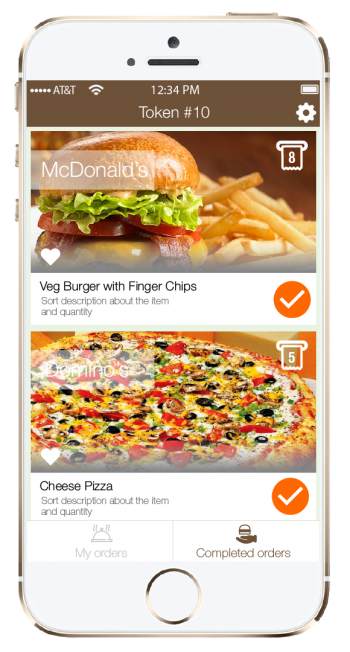 AT&T 12:34 PM
Token #10
McDonald's
8
Veg Burger with Finger Chips
Sort description about the item
and quantity
Domino's
5
Cheese Pizza
Sort description about the item
and quantity
My orders
Completed orders